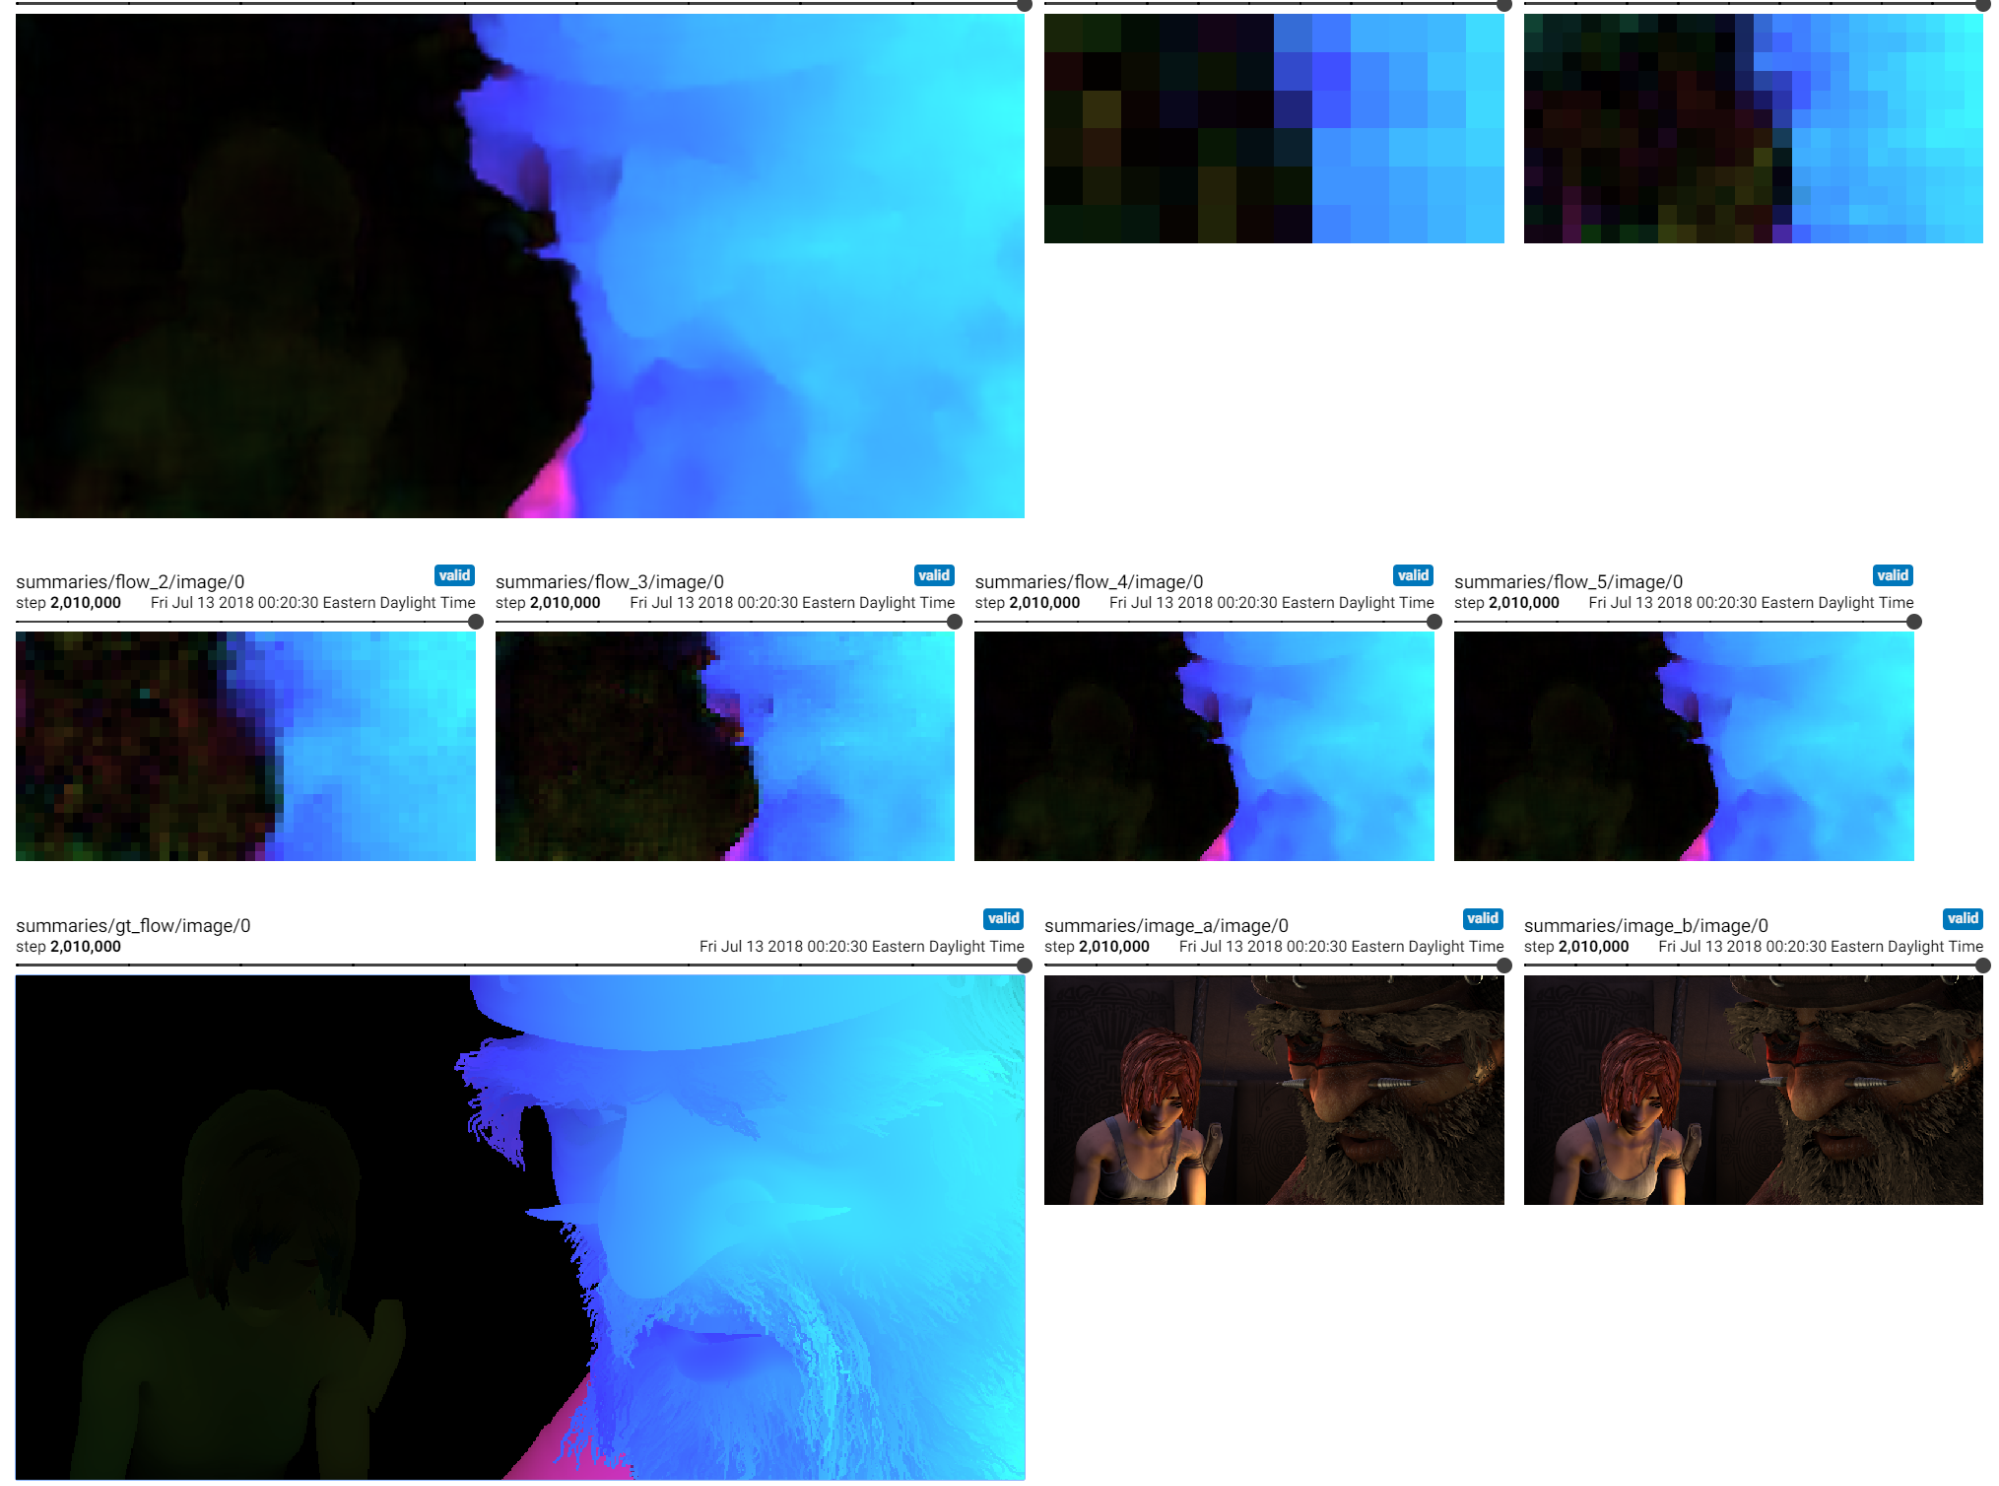 summaries/flow_2/image/0 valid
step 2,010,000 Fri Jul 13 2018 00:20:30 Eastern Daylight Time
summaries/flow_3/image/0 valid
step 2,010,000 Fri Jul 13 2018 00:20:30 Eastern Daylight Time
summaries/flow_4/image/0 valid
step 2,010,000 Fri Jul 13 2018 00:20:30 Eastern Daylight Time
summaries/flow_5/image/0 valid
step 2,010,000 Fri Jul 13 2018 00:20:30 Eastern Daylight Time
summaries/gt_flow/image/0 valid
step 2,010,000 Fri Jul 13 2018 00:20:30 Eastern Daylight Time
summaries/image_a/image/0 valid
step 2,010,000 Fri Jul 13 2018 00:20:30 Eastern Daylight Time
summaries/image_b/image/0 valid
step 2,010,000 Fri Jul 13 2018 00:20:30 Eastern Daylight Time